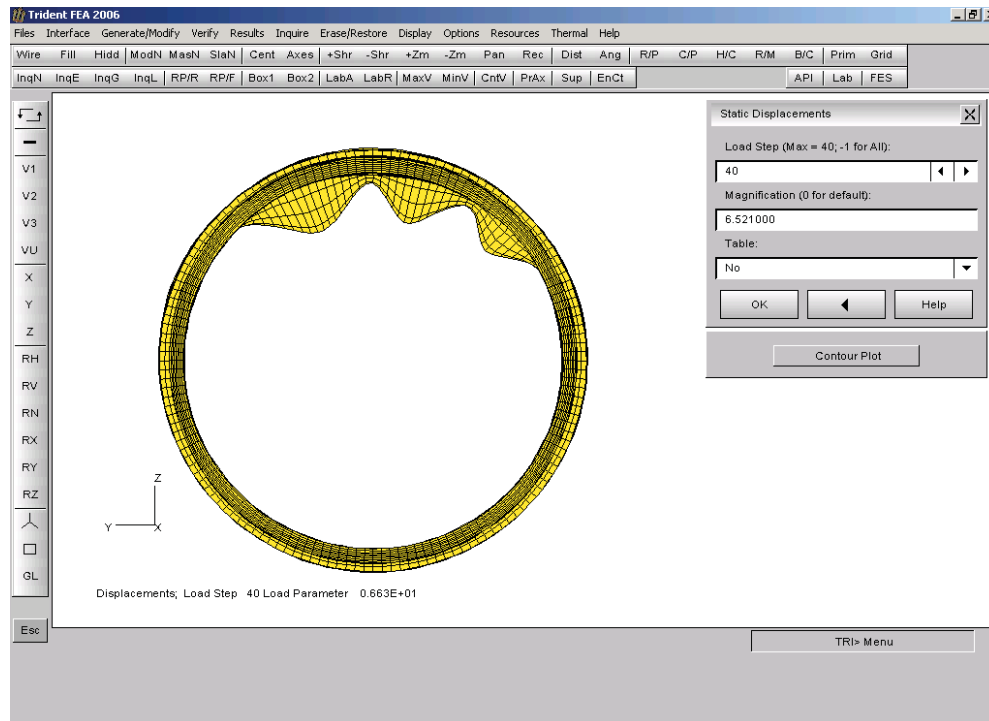 Trident FEA 2006
Files Interface Generate/Modify Verify Results Inquire Erase/Restore Display Options Resources Thermal Help
Wire Fill Hidd ModN MasN SlaN Cent Axes +Shr -Shr +Zm -Zm Pan Rec Dist Ang R/P C/P H/C R/M B/C Prim Grid
InqN InqE InqG InqL RP/R RP/F Box1 Box2 LabA LabR MaxV MinV CntV PrAx Sup EnCt API Lab FES
V1
V2
V3
VU
X
Y
Z
RH
RV
RN
RX
RY
RZ
GL
Esc
Z
Y X
Displacements; Load Step 40 Load Parameter 0.663E+01
Static Displacements
Load Step (Max = 40; -1 for All):
40
Magnification (0 for default):
6.521000
Table:
No
OK Help
Contour Plot
TRI> Menu